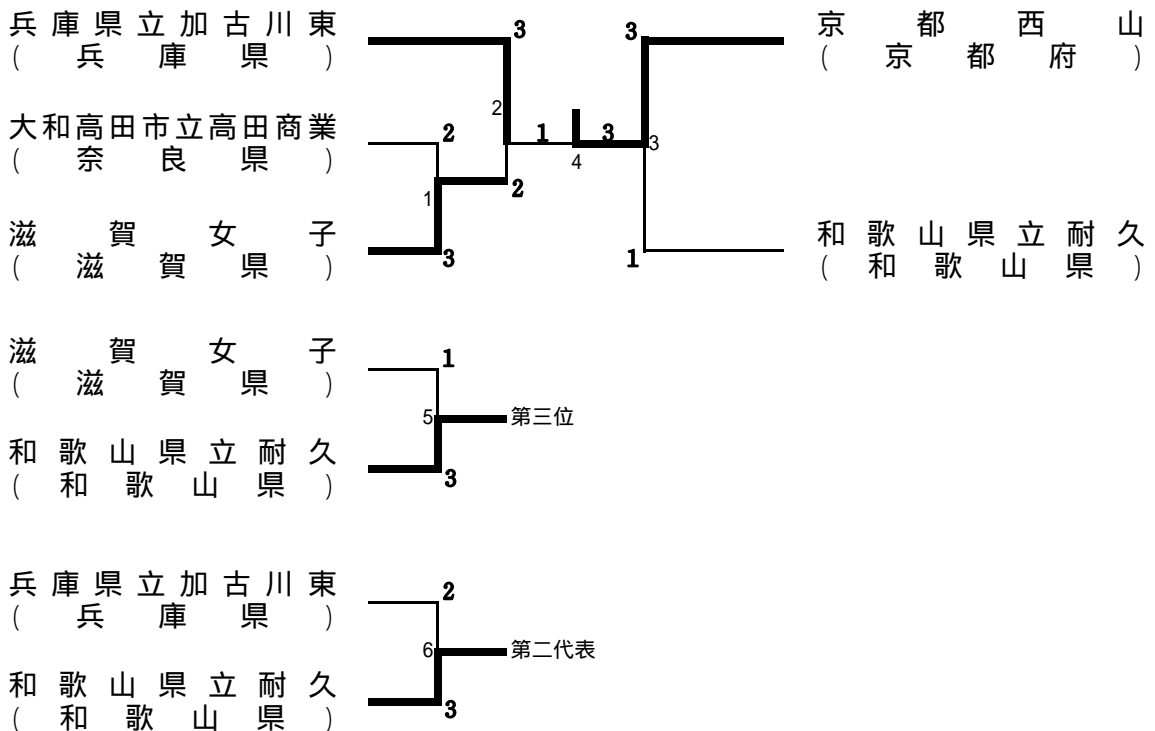 兵庫県立加古川東
(兵庫県)
3
3
京都西山
(京都府)
大和高田市立高田商業
(奈良県)
2
2
1
3
3
4
1
2
滋賀女子
(滋賀県)
3
1
和歌山県立耐久
(和歌山県)
滋賀女子
(滋賀県)
1
5
第三位
和歌山県立耐久
(和歌山県)
3
兵庫県立加古川東
(兵庫県)
2
6
第二代表
和歌山県立耐久
(和歌山県)
3